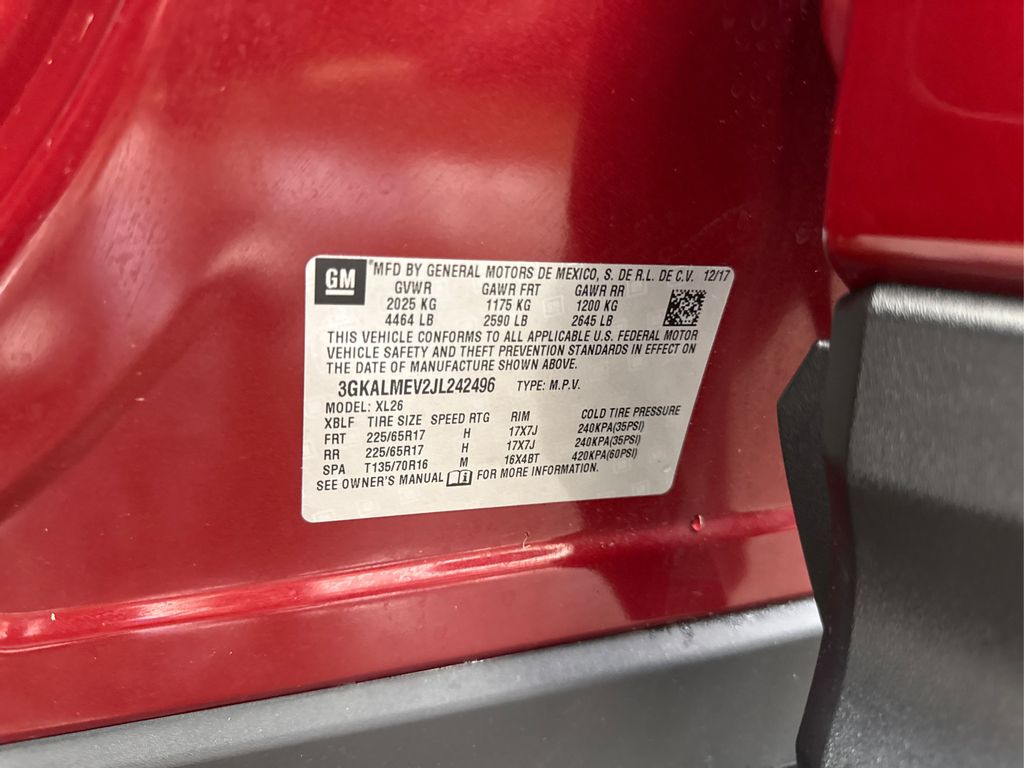 GM
MFD BY GENERAL MOTORS DE MEXICO, S. DE R.L. DE C.V. 12/17
GVWR GAWR FRT GAWR RR
2025 KG 1175 KG 1200 KG
4464 LB 2590 LB 2645 LB
THIS VEHICLE CONFORMS TO ALL APPLICABLE U.S. FEDERAL MOTOR
VEHICLE SAFETY AND THEFT PREVENTION STANDARDS IN EFFECT ON
THE DATE OF MANUFACTURE SHOWN ABOVE.
3GKALMEV2JL242496 TYPE: M.P.V.
MODEL: XL26
XBLF TIRE SIZE SPEED RTG RIM COLD TIRE PRESSURE
FRT 225/65R17 H 17X7J 240KPA(35PSI)
RR 225/65R17 H 17X7J 240KPA(35PSI)
SPA T135/70R16 M 16X4BT 420KPA(60PSI)
SEE OWNER'S MANUAL FOR MORE INFORMATION.